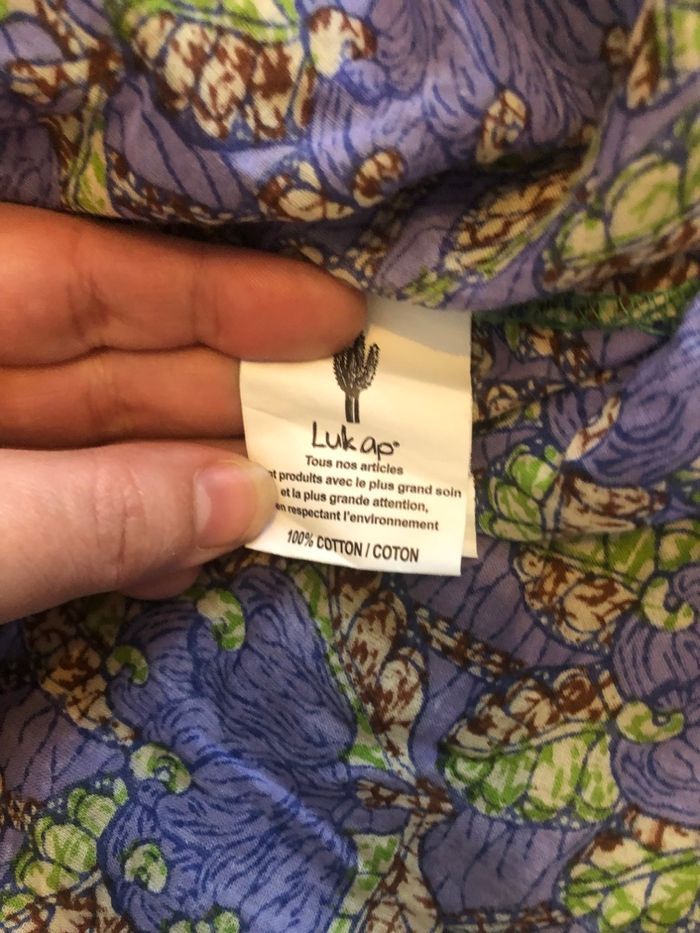 Lukap®
Tous nos articles
t produits avec le plus grand soin
et la plus grande attention,
en respectant l'environnement
100% COTTON / COTON